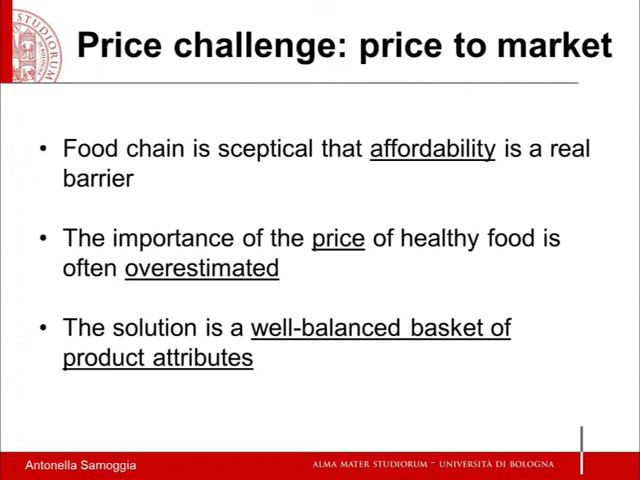 Price challenge: price to market
• Food chain is sceptical that affordability is a real
barrier
• The importance of the price of healthy food is
often overestimated
• The solution is a well-balanced basket of
product attributes
Antonella Samoggia
ALMA MATER STUDIORUM ~ UNIVERSITÀ DI BOLOGNA